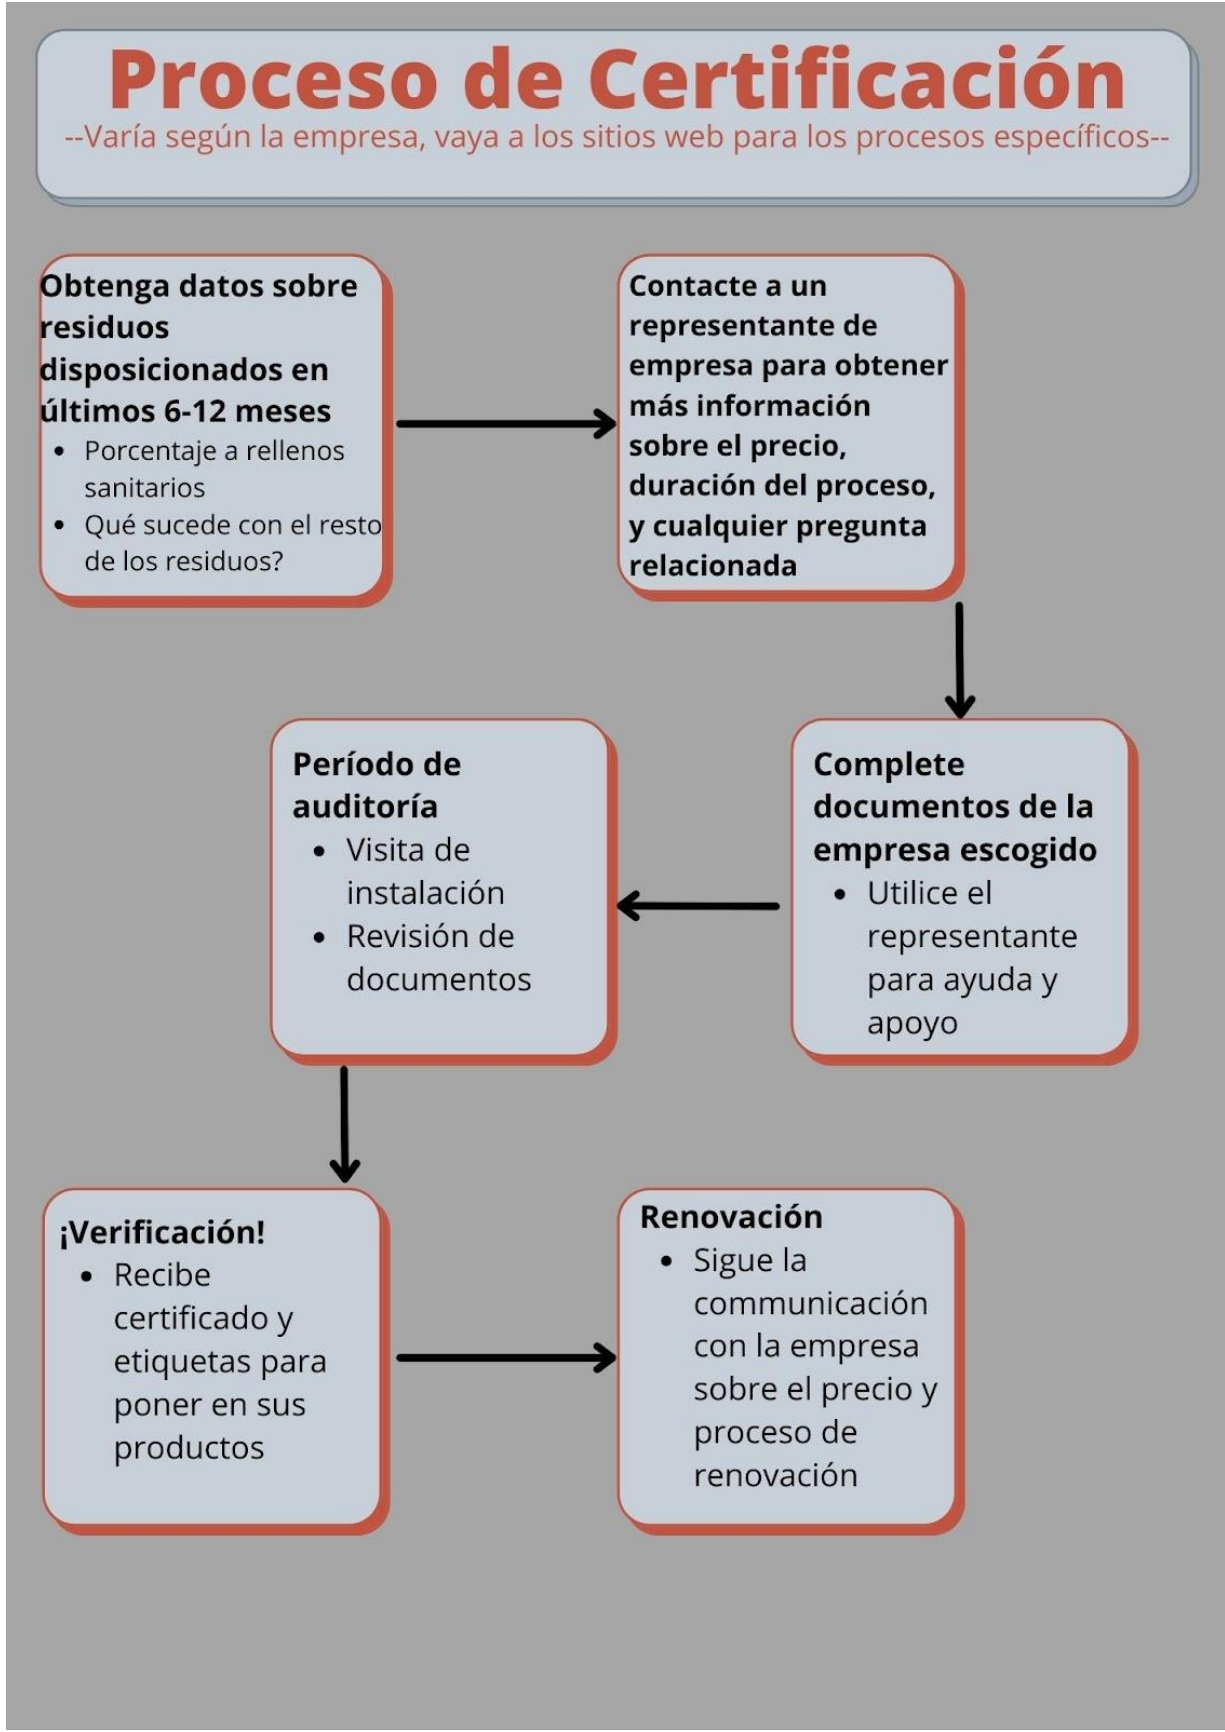 Proceso de Certificación
--Varía según la empresa, vaya a los sitios web para los procesos específicos--
Obtenga datos sobre
residuos
disposicionados en
últimos 6-12 meses
• Porcentaje a rellenos
sanitarios
• Qué sucede con el resto
de los residuos?
Contacte a un
representante de
empresa para obtener
más información
sobre el precio,
duración del proceso,
y cualquier pregunta
relacionada
Complete
documentos de la
empresa escogido
• Utilice el
representante
para ayuda y
apoyo
Período de
auditoría
• Visita de
instalación
• Revisión de
documentos
¡Verificación!
• Recibe
certificado y
etiquetas para
poner en sus
productos
Renovación
• Sigue la
communicación
con la empresa
sobre el precio y
proceso de
renovación